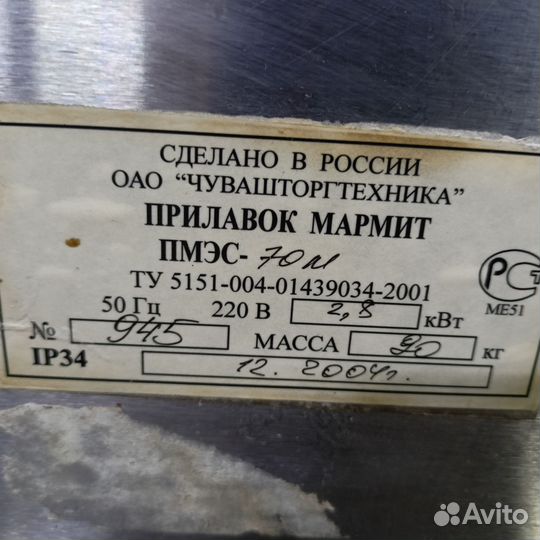 СДЕЛАНО В РОССИИ
ОАО "ЧУВАШТОРГТЕХНИКА"
ПРИЛАВОК МАРМИТ
ПМЭС-70М
ТУ 5151-004-01439034-2001
50 Гц 220 В 2,8 кВт
№ 945 МАССА 90 кг
IP34 12. 2004г.
РСТ
МЕ51
Avito